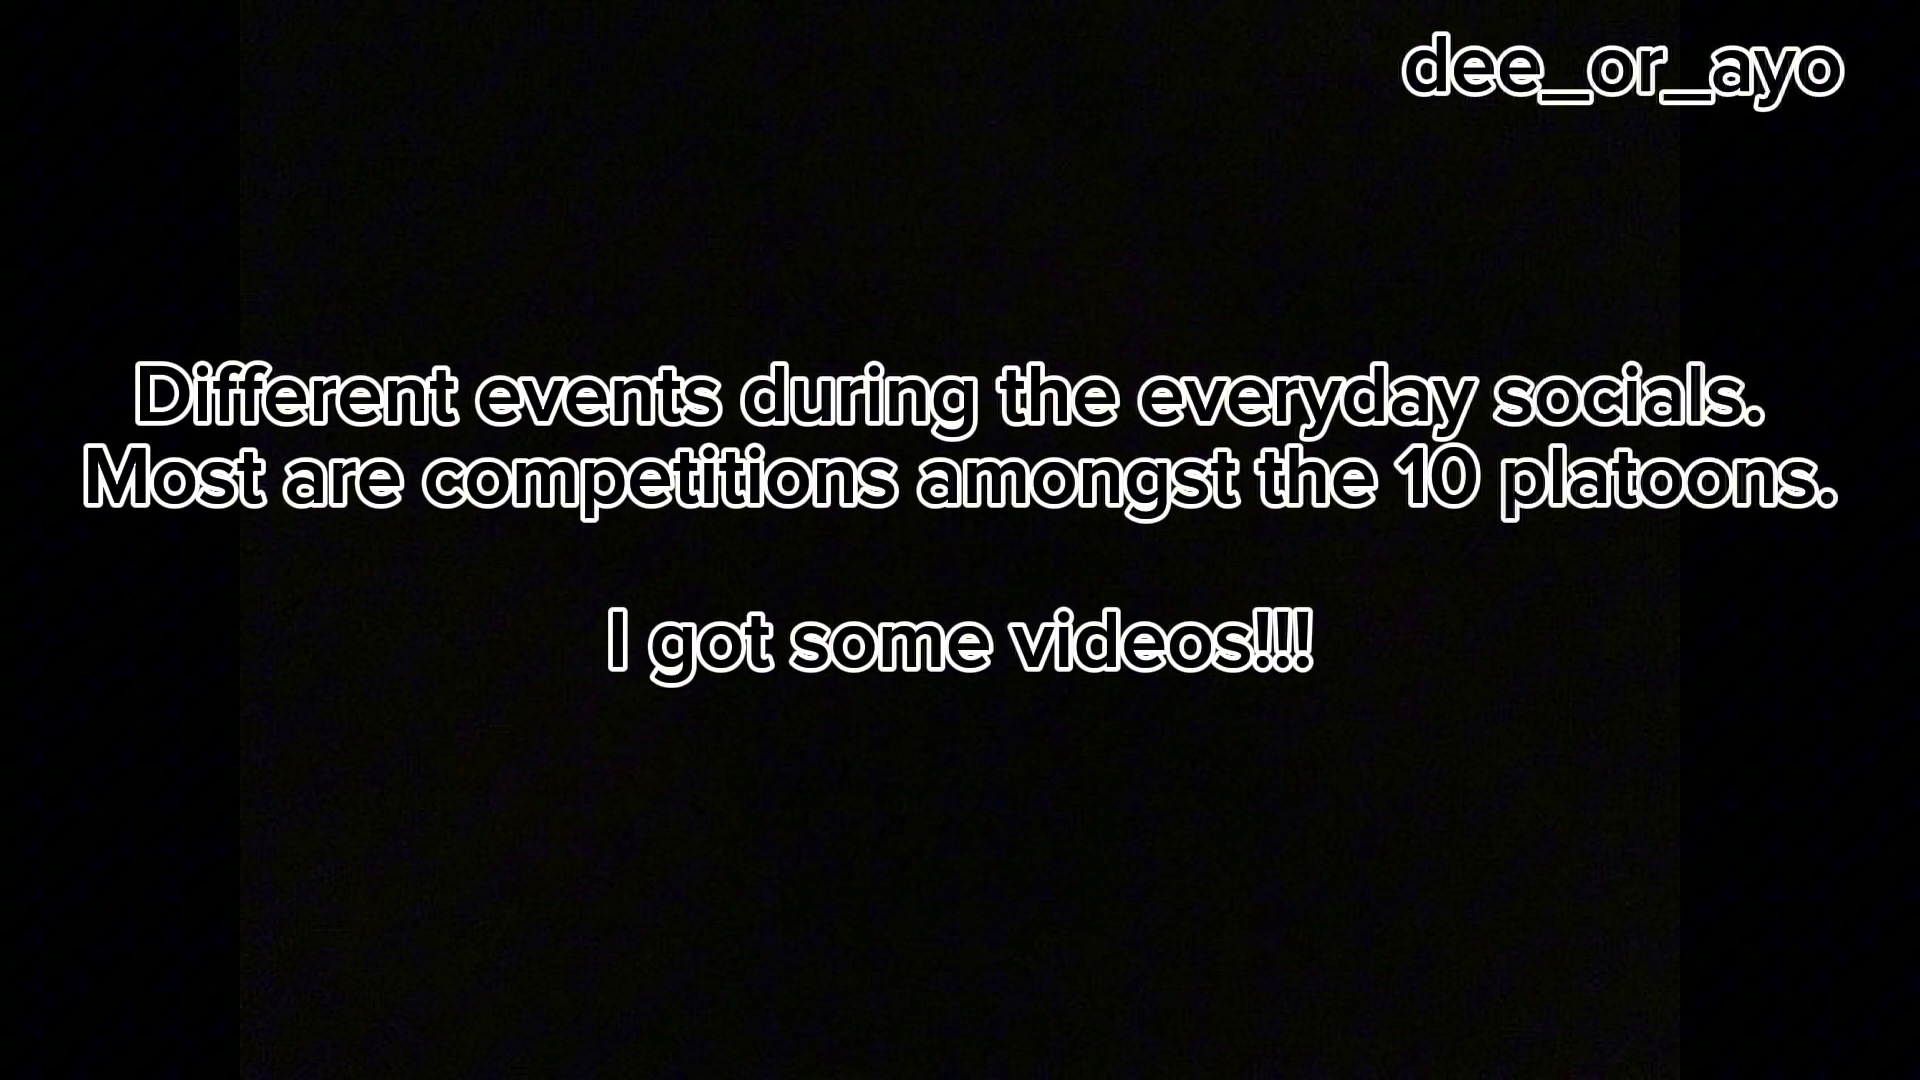 dee_or_ayo
Different events during the everyday socials.
Most are competitions amongst the 10 platoons.
I got some videos!!!